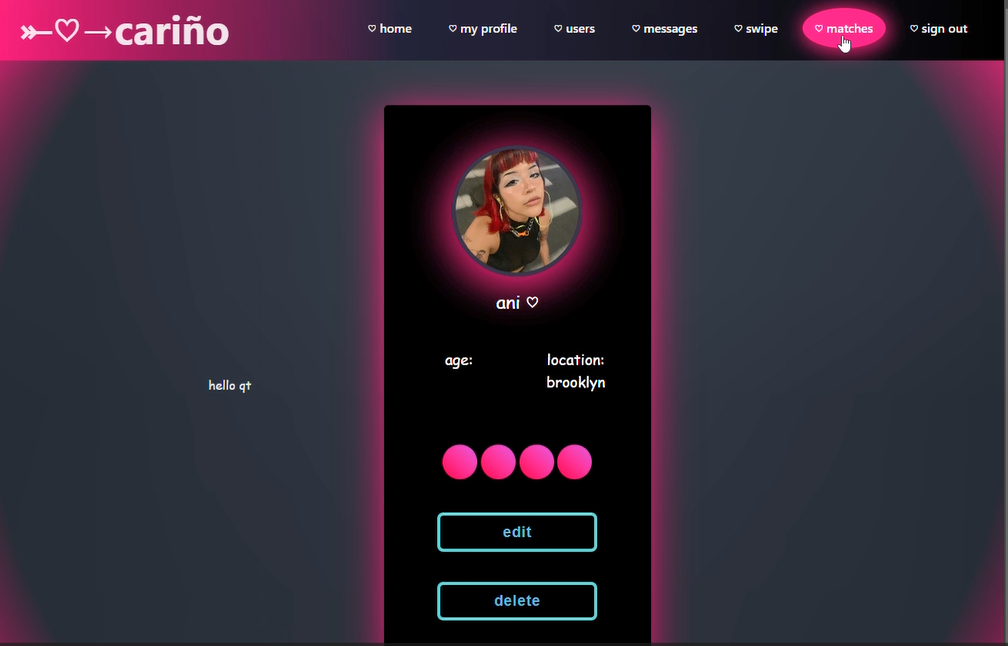 cariño
♡ home ♡ my profile ♡ users ♡ messages ♡ swipe ♡ matches ♡ sign out
ani ♡
age: location:
brooklyn
hello qt
edit
delete